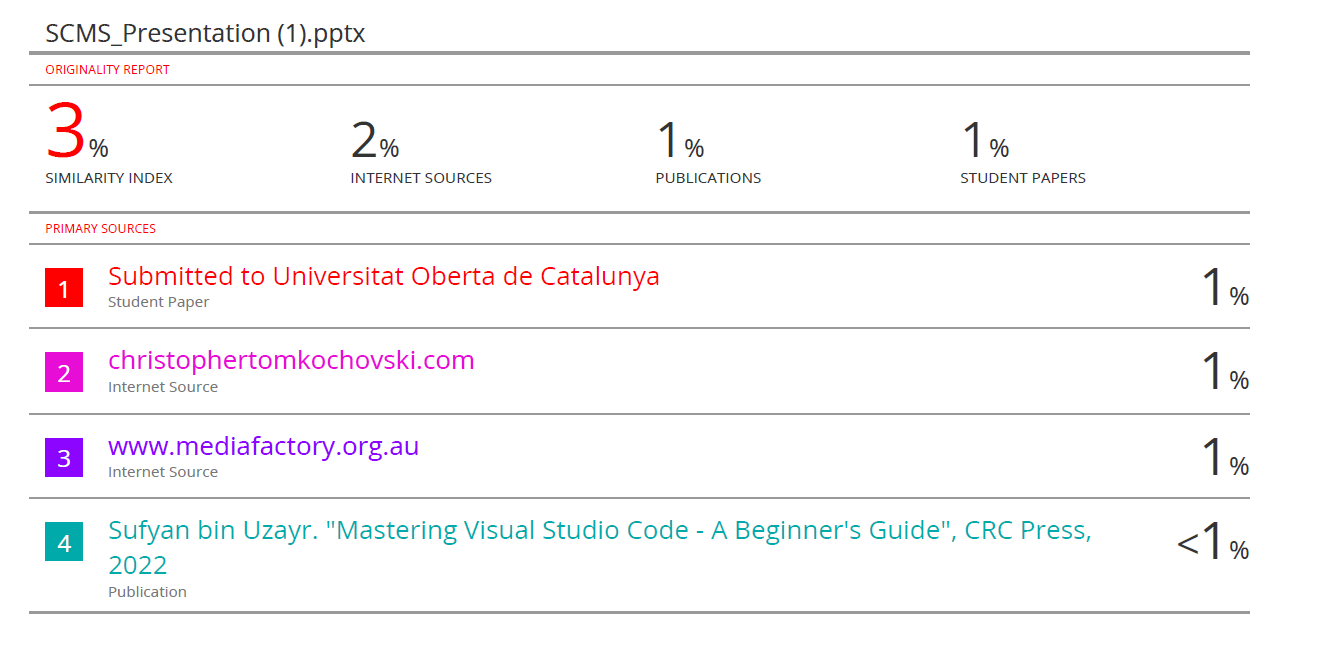 SCMS_Presentation (1).pptx
ORIGINALITY REPORT
3% 2% 1% 1%
SIMILARITY INDEX INTERNET SOURCES PUBLICATIONS STUDENT PAPERS
PRIMARY SOURCES
1 Submitted to Universitat Oberta de Catalunya 1%
Student Paper
2 christophertomkochovski.com 1%
Internet Source
3 www.mediafactory.org.au 1%
Internet Source
4 Sufyan bin Uzayr. "Mastering Visual Studio Code - A Beginner's Guide", CRC Press, <1%
2022
Publication